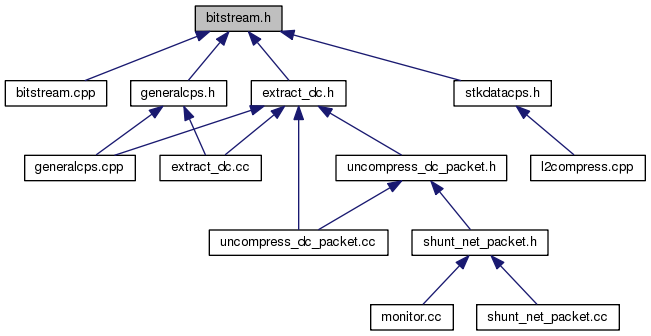 bitstream.h
bitstream.cpp
generalcps.h
extract_dc.h
stkdatacps.h
generalcps.cpp
extract_dc.cc
uncompress_dc_packet.h
l2compress.cpp
uncompress_dc_packet.cc
shunt_net_packet.h
monitor.cc
shunt_net_packet.cc